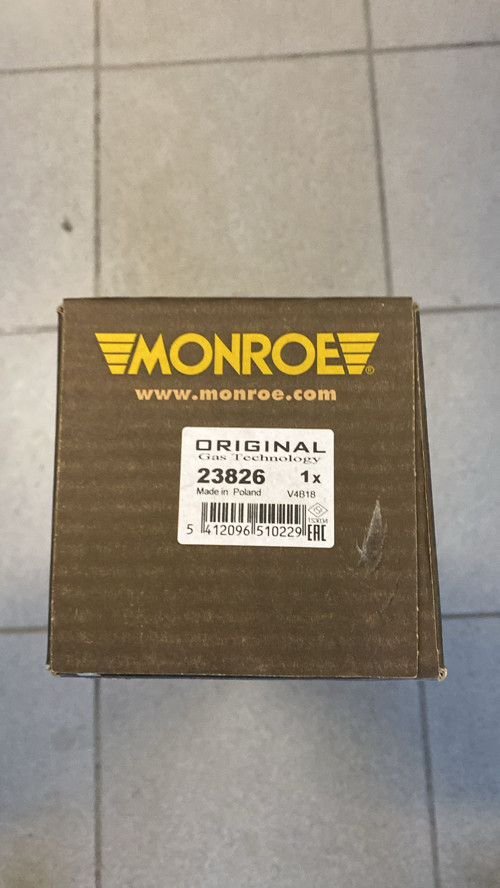 MONROE®
www.monroe.com
ORIGINAL
Gas Technology
23826 1x
Made in Poland V4B18
5 412096 510229 EAC